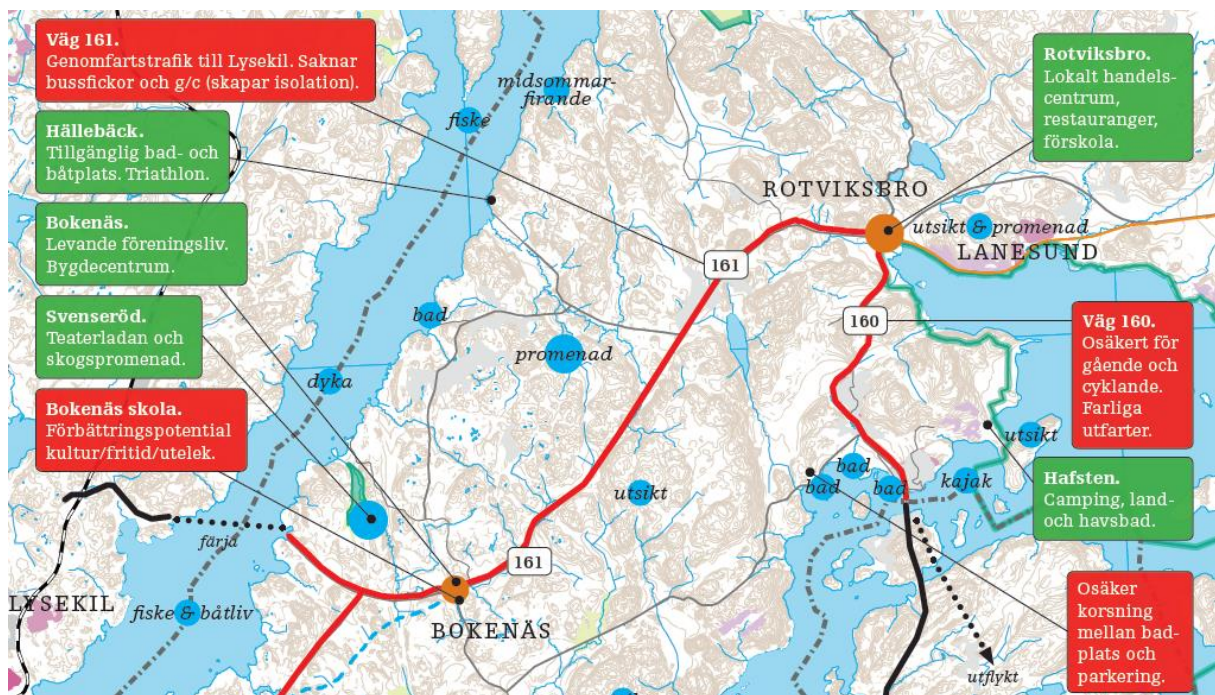 Väg 161.
Genomfartstrafik till Lysekil. Saknar
bussfickor och g/c (skapar isolation).
Hällebäck.
Tillgänglig bad- och
båtplats. Triathlon.
Bokenäs.
Levande föreningsliv.
Bygdecentrum.
Svenseröd.
Teaterladan och
skogspromenad.
Bokenäs skola.
Förbättringspotential
kultur/fritid/utelek.
midsommar-
firande
fiske
Rotviksbro.
Lokalt handels-
centrum,
restauranger,
förskola.
ROTVIKSBRO
utsikt & promenad
LANESUND
161
160
Väg 160.
Osäkert för
gående och
cyklande.
Farliga
utfarter.
bad
promenad
dyka
utsikt
bad
bad
bad
kajak
utsikt
Hafsten.
Camping, land-
och havsbad.
färja
161
LYSEKIL
fiske & båtliv
BOKENÄS
Osäker
korsning
mellan bad-
plats och
parkering.
utflykt